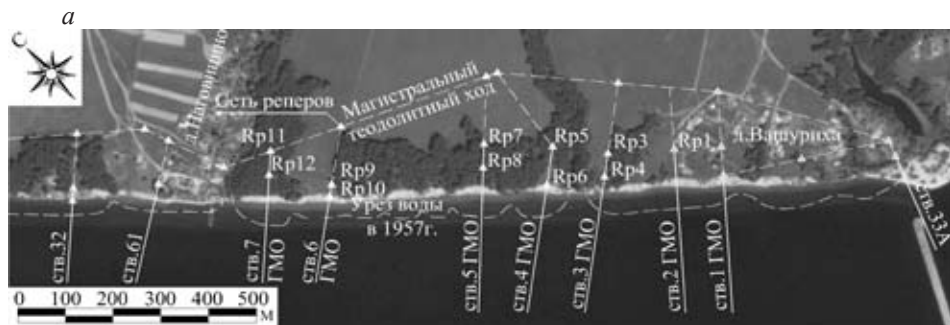 а
С
д.Наговицино
Сеть реперов
Магистральный
теодолитный ход
Rp11
Rp12
Rp9
Rp10
Rp7
Rp8
Rp5
Rp6
Rp3
Rp4
Rp1
д.Вашуриха
Урез воды
в 1957г.
ств.32
ств.61
ств.7
ГМО
ств.6
ГМО
ств.5 ГМО
ств.4 ГМО
ств.3 ГМО
ств.2 ГМО
ств.1 ГМО
ств.33А
0 100 200 300 400 500
М